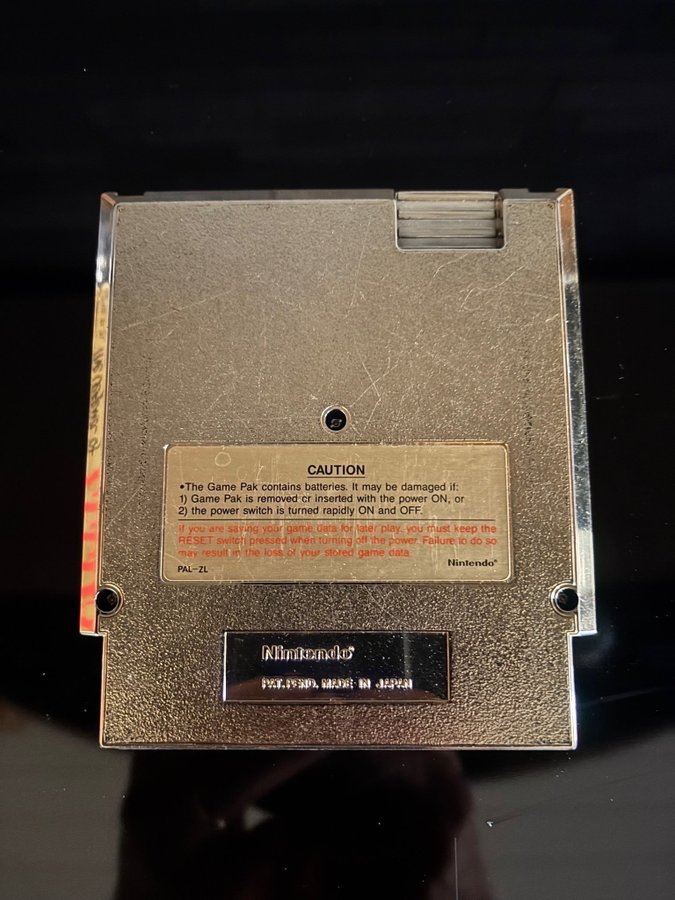 CAUTION
•The Game Pak contains batteries. It may be damaged if:
1) Game Pak is removed or inserted with the power ON, or
2) the power switch is turned rapidly ON and OFF.
If you are saving your game data for later play, you must keep the
RESET switch pressed when turning off the power. Failure to do so
may result in the loss of your stored game data.
PAL-ZL
Nintendo®
Nintendo®
PAT. PEND. MADE IN JAPAN